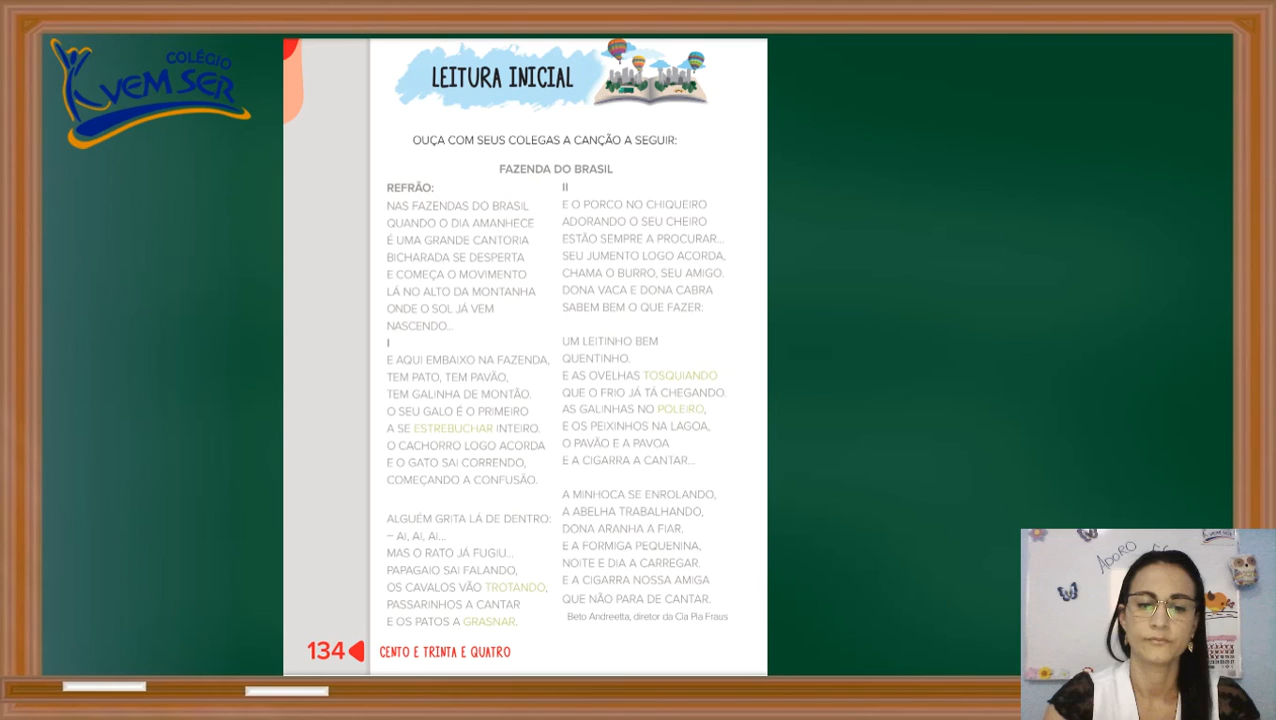 COLÉGIO
VEM SER
LEITURA INICIAL
OUÇA COM SEUS COLEGAS A CANÇÃO A SEGUIR:
FAZENDA DO BRASIL
REFRÃO:
NAS FAZENDAS DO BRASIL
QUANDO O DIA AMANHECE
É UMA GRANDE CANTORIA
BICHARADA SE DESPERTA
E COMEÇA O MOVIMENTO
LÁ NO ALTO DA MONTANHA
ONDE O SOL JÁ VEM
NASCENDO...
I
E AQUI EMBAIXO NA FAZENDA,
TEM PATO, TEM PAVÃO,
TEM GALINHA DE MONTÃO.
O SEU GALO É O PRIMEIRO
A SE ESTREBUCHAR INTEIRO.
O CACHORRO LOGO ACORDA
E O GATO SAI CORRENDO,
COMEÇANDO A CONFUSÃO.
ALGUÉM GRITA LÁ DE DENTRO:
– AI, AI, AI...
MAS O RATO JÁ FUGIU...
PAPAGAIO SAI FALANDO,
OS CAVALOS VÃO TROTANDO,
PASSARINHOS A CANTAR
E OS PATOS A GRASNAR.
II
E O PORCO NO CHIQUEIRO
ADORANDO O SEU CHEIRO
ESTÃO SEMPRE A PROCURAR...
SEU JUMENTO LOGO ACORDA,
CHAMA O BURRO, SEU AMIGO.
DONA VACA E DONA CABRA
SABEM BEM O QUE FAZER:
UM LEITINHO BEM
QUENTINHO.
E AS OVELHAS TOSQUIANDO
QUE O FRIO JÁ TÁ CHEGANDO.
AS GALINHAS NO POLEIRO,
E OS PEIXINHOS NA LAGOA,
O PAVÃO E A PAVOA
E A CIGARRA A CANTAR...
A MINHOCA SE ENROLANDO,
A ABELHA TRABALHANDO,
DONA ARANHA A FIAR.
E A FORMIGA PEQUENINA,
NOITE E DIA A CARREGAR.
E A CIGARRA NOSSA AMIGA
QUE NÃO PARA DE CANTAR.
Beto Andreetta, diretor da Cia Pia Fraus
134
CENTO E TRINTA E QUATRO
ADORO